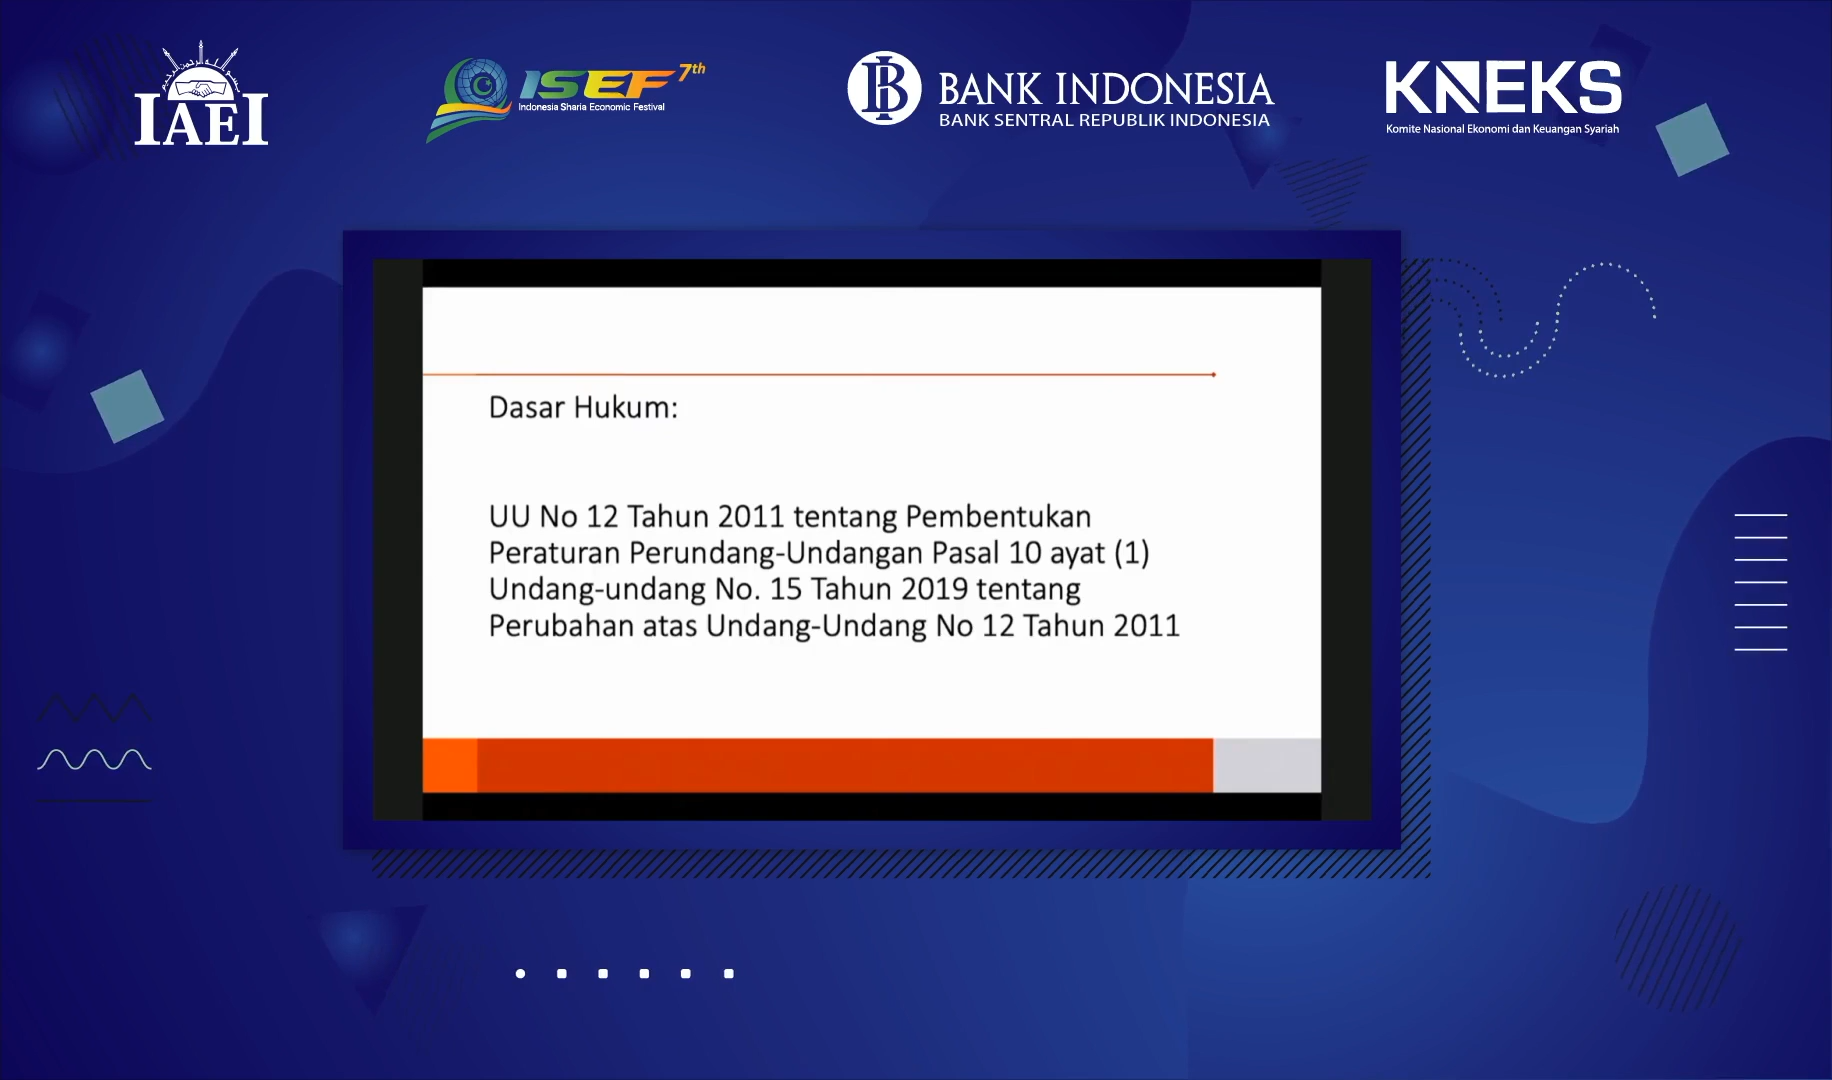 IAEI
ISEF 7th
Indonesia Sharia Economic Festival
BANK INDONESIA
BANK SENTRAL REPUBLIK INDONESIA
KNEKS
Komite Nasional Ekonomi dan Keuangan Syariah
Dasar Hukum:
UU No 12 Tahun 2011 tentang Pembentukan
Peraturan Perundang-Undangan Pasal 10 ayat (1)
Undang-undang No. 15 Tahun 2019 tentang
Perubahan atas Undang-Undang No 12 Tahun 2011